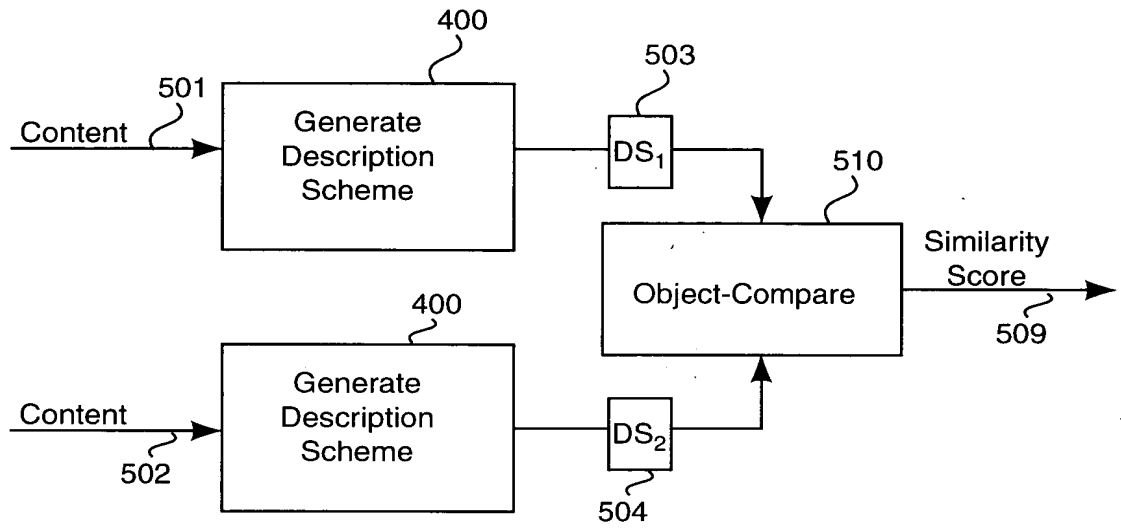 400
501
Content
Generate
Description
Scheme
503
DS₁
510
Object-Compare
Similarity
Score
509
400
Content
502
Generate
Description
Scheme
DS₂
504